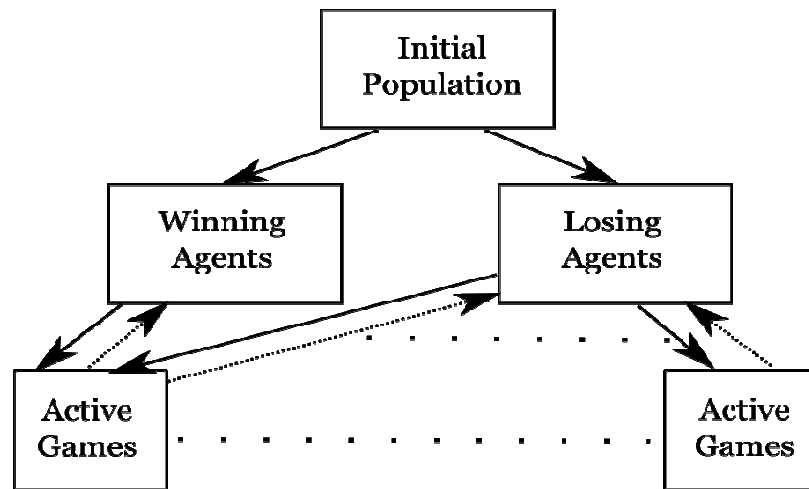 Initial
Population
Winning
Agents
Losing
Agents
Active
Games
Active
Games